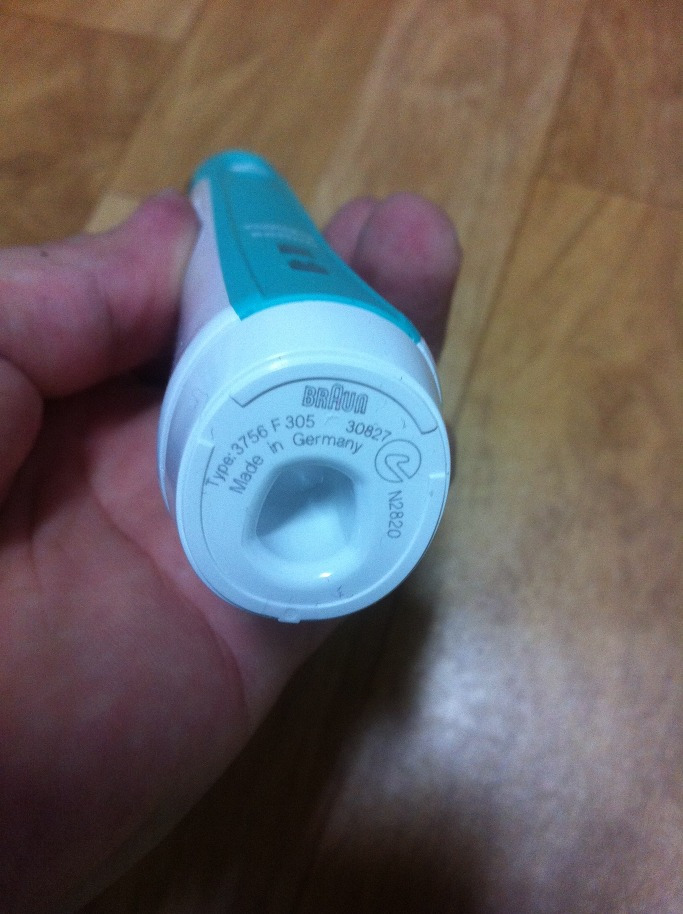 BRAUN
Type: 3756 F 305 30827
Made in Germany
N2820